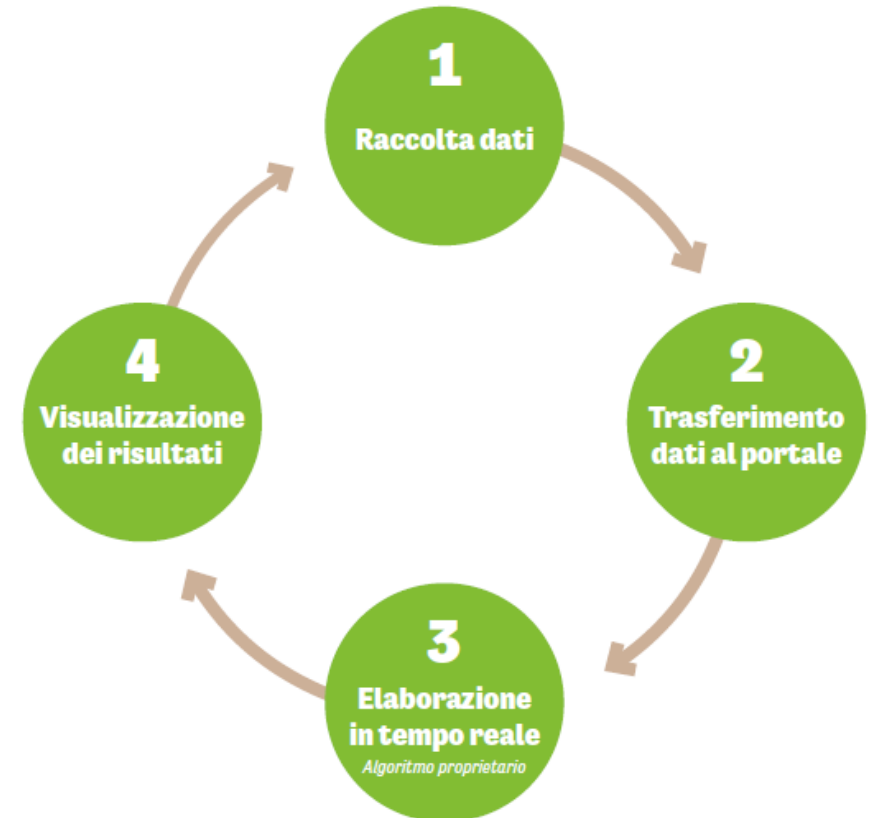 1
Raccolta dati
2
Trasferimento
dati al portale
3
Elaborazione
in tempo reale
Algoritmo proprietario
4
Visualizzazione
dei risultati